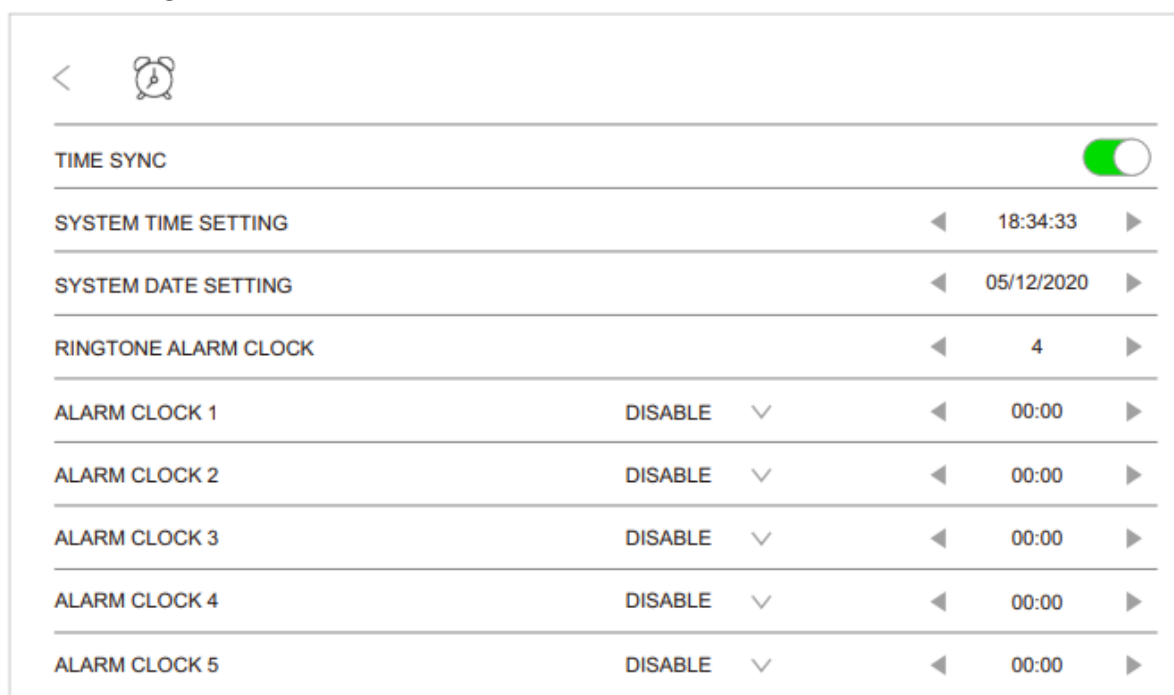 TIME SYNC
SYSTEM TIME SETTING 18:34:33
SYSTEM DATE SETTING 05/12/2020
RINGTONE ALARM CLOCK 4
ALARM CLOCK 1 DISABLE 00:00
ALARM CLOCK 2 DISABLE 00:00
ALARM CLOCK 3 DISABLE 00:00
ALARM CLOCK 4 DISABLE 00:00
ALARM CLOCK 5 DISABLE 00:00